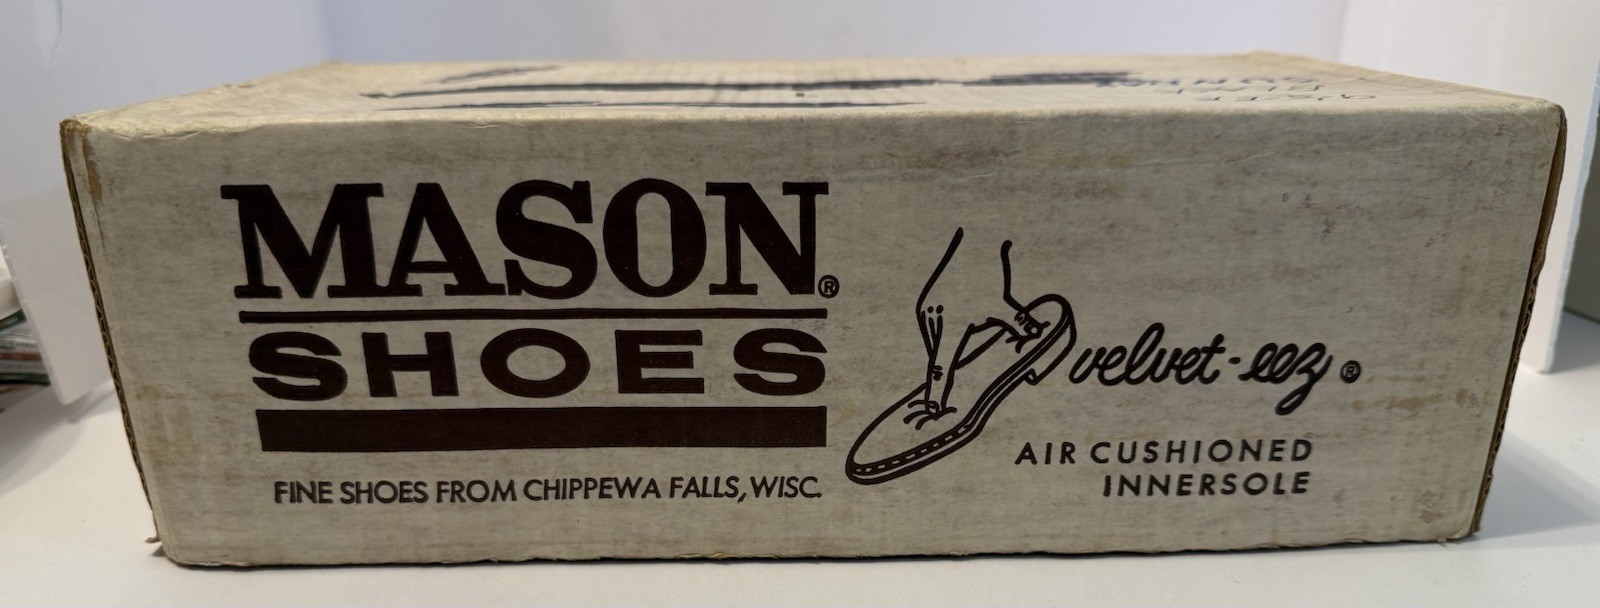 MASON®
SHOES
FINE SHOES FROM CHIPPEWA FALLS, WISC.
velvet-eez®
AIR CUSHIONED
INNERSOLE